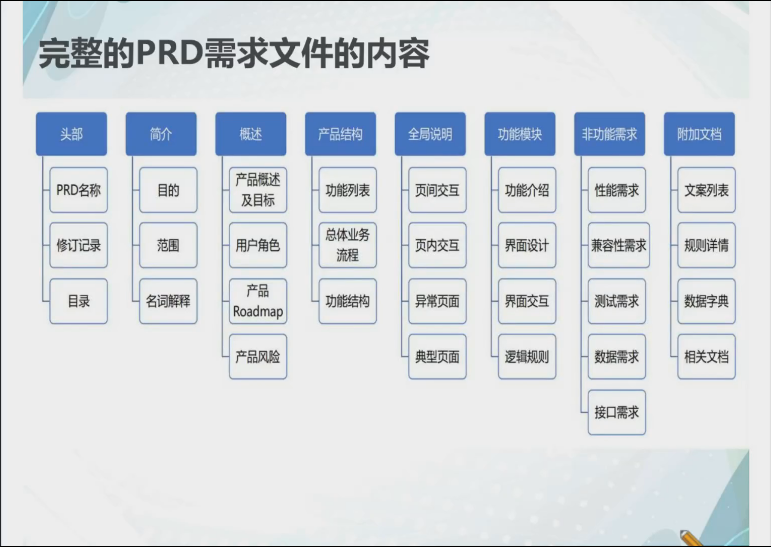 完整的PRD需求文件的内容
头部
PRD名称
修订记录
目录
简介
目的
范围
名词解释
概述
产品概述
及目标
用户角色
产品
Roadmap
产品风险
产品结构
功能列表
总体业务
流程
功能结构
全局说明
页间交互
页内交互
异常页面
典型页面
功能模块
功能介绍
界面设计
界面交互
逻辑规则
非功能需求
性能需求
兼容性需求
测试需求
数据需求
接口需求
附加文档
文案列表
规则详情
数据字典
相关文档